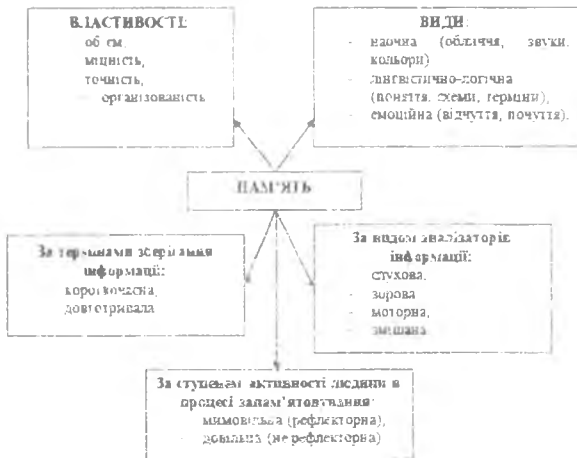 ВЛАСТИВОСТІ:
об'єм,
міцність,
точність,
організованість
ВИДИ:
- наочна (обличчя, звуки,
кольори)
- лінгвістично-логічна
(поняття, схеми, терміни),
- емоційна (відчуття, почуття).
ПАМ'ЯТЬ
За термінами зберігання
інформації:
короткочасна,
довготривала
За видом аналізаторів
інформації:
- слухова,
- зорова
- моторна,
- змішана
За ступенем активності людини в
процесі запам'ятовування:
- мимовільна (рефлекторна),
- довільна (не рефлекторна)